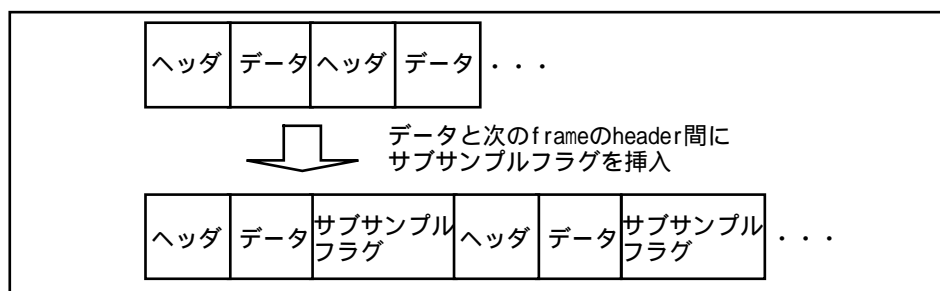 ヘッダ データ ヘッダ データ ・・・
データと次のframeのheader間に
サブサンプルフラグを挿入
ヘッダ データ サブサンプル ヘッダ データ サブサンプル ・・・
フラグ フラグ